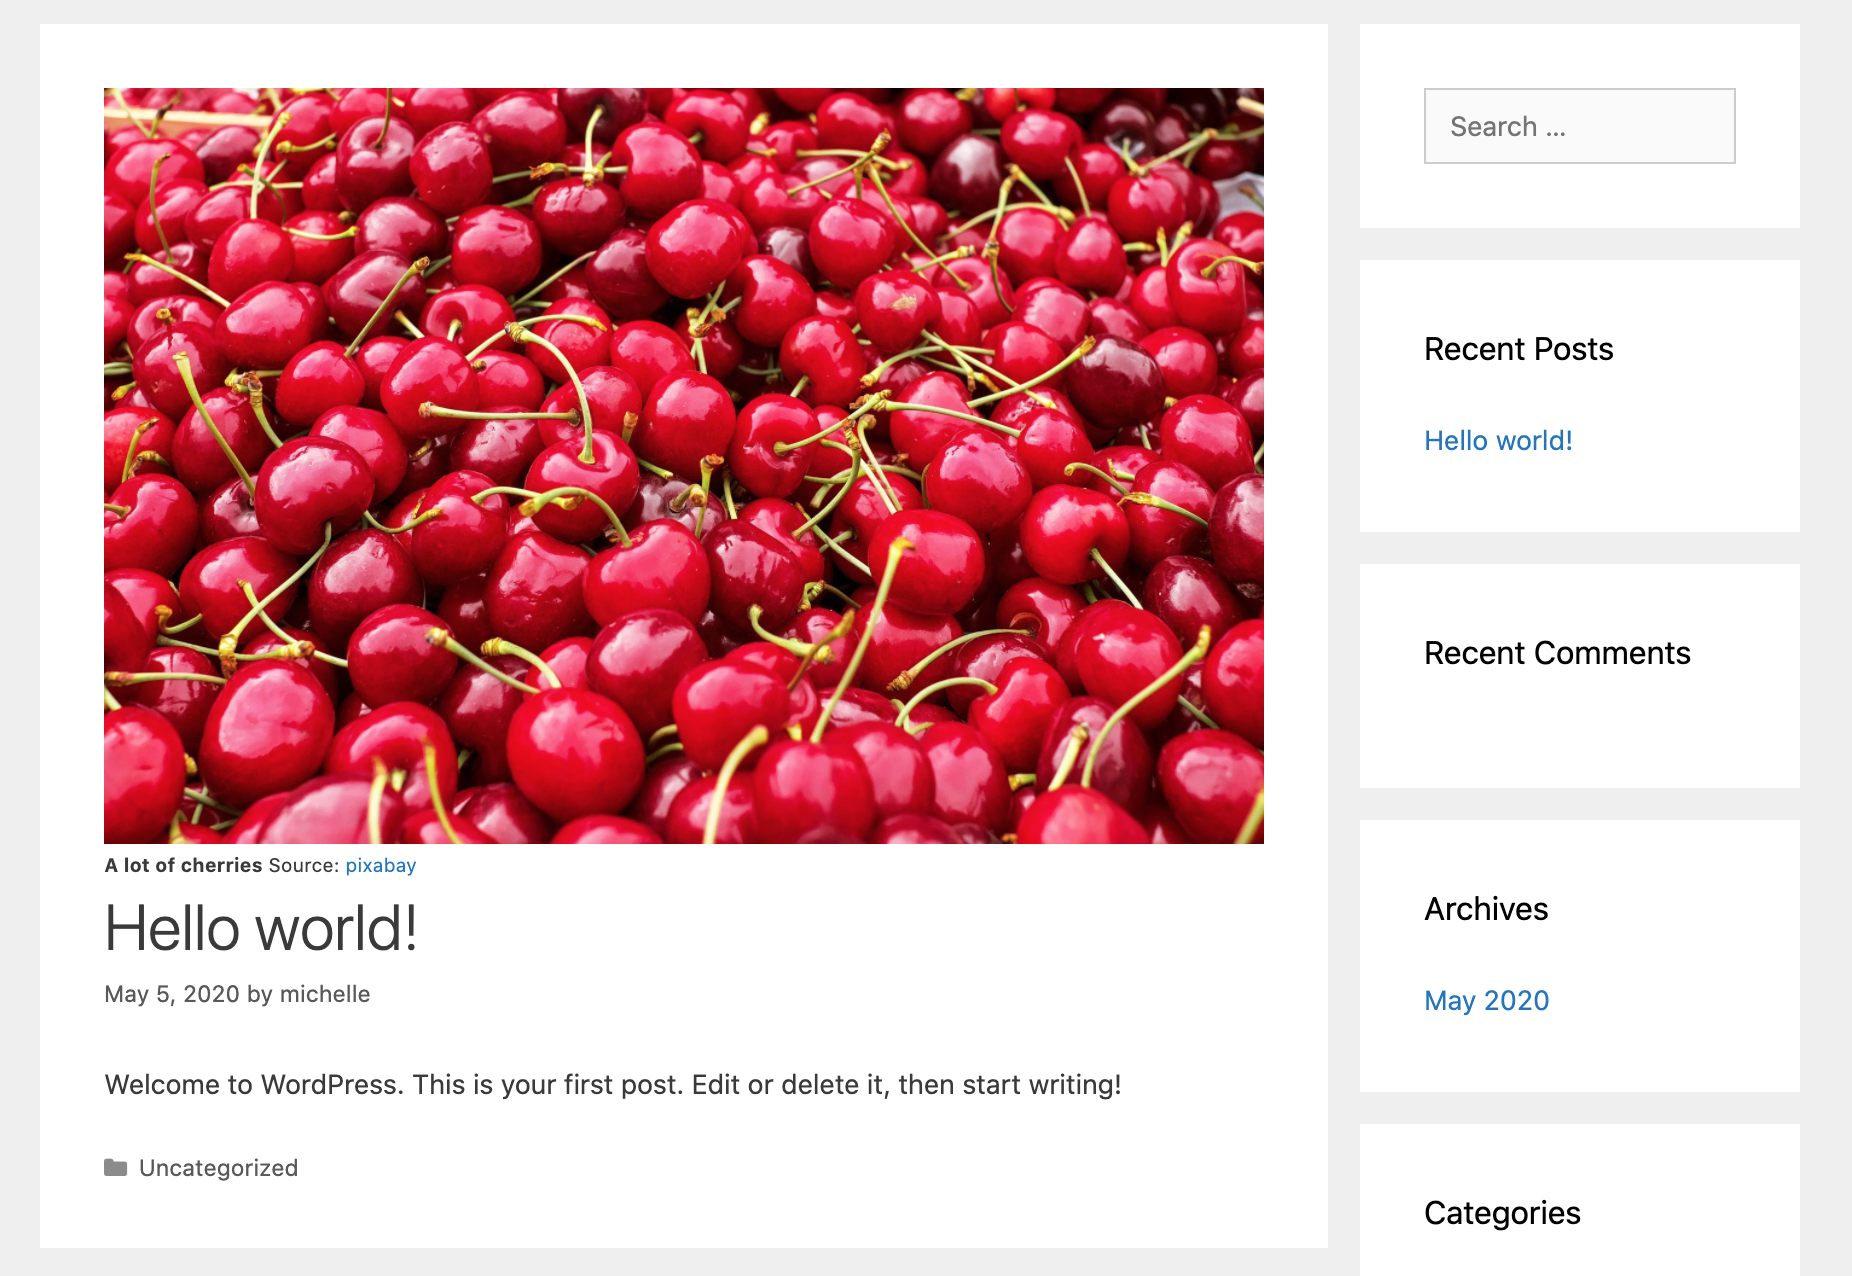 A lot of cherries Source: pixabay
Hello world!
May 5, 2020 by michelle
Welcome to WordPress. This is your first post. Edit or delete it, then start writing!
Uncategorized
Search ...
Recent Posts
Hello world!
Recent Comments
Archives
May 2020
Categories